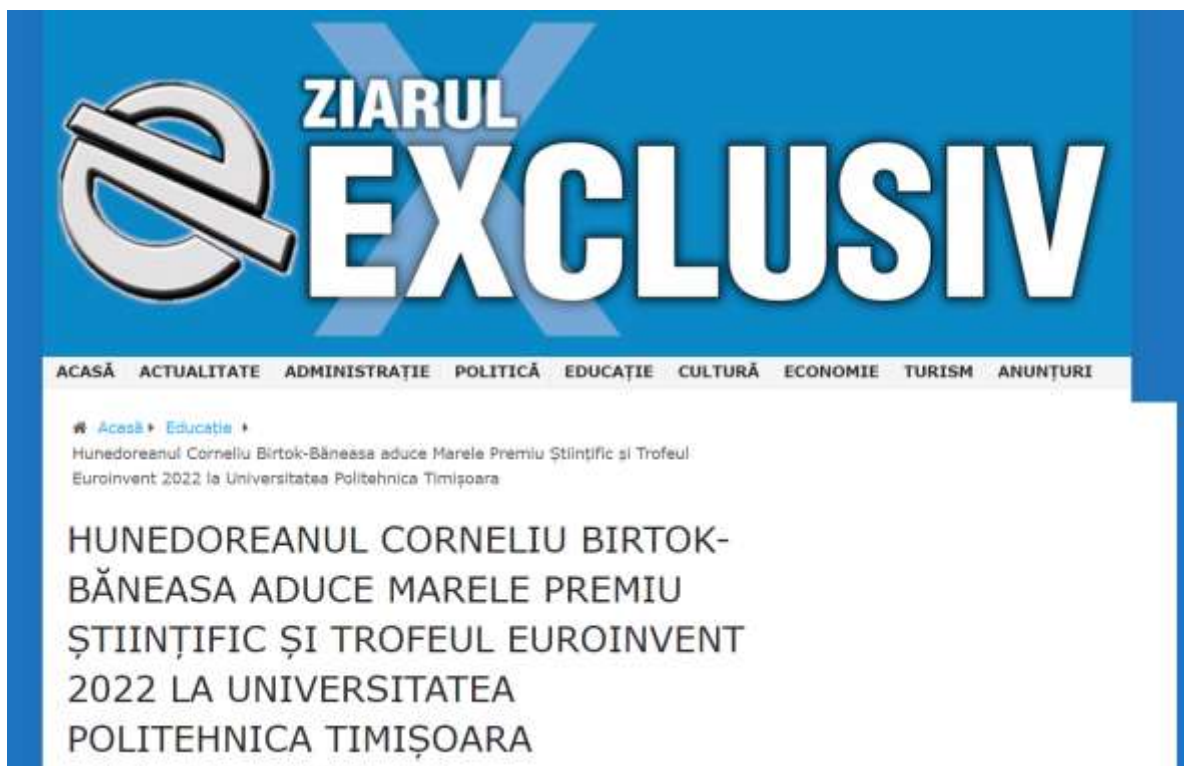 ZIARUL
EXCLUSIV
ACASĂ ACTUALITATE ADMINISTRAȚIE POLITICĂ EDUCAȚIE CULTURĂ ECONOMIE TURISM ANUNȚURI
Acasă Educație
Hunedoreanul Corneliu Birtok-Băneasa aduce Marele Premiu Științific și Trofeul
Euroinvent 2022 la Universitatea Politehnica Timișoara
HUNEDOREANUL CORNELIU BIRTOK-
BĂNEASA ADUCE MARELE PREMIU
ȘTIINȚIFIC ȘI TROFEUL EUROINVENT
2022 LA UNIVERSITATEA
POLITEHNICA TIMIȘOARA